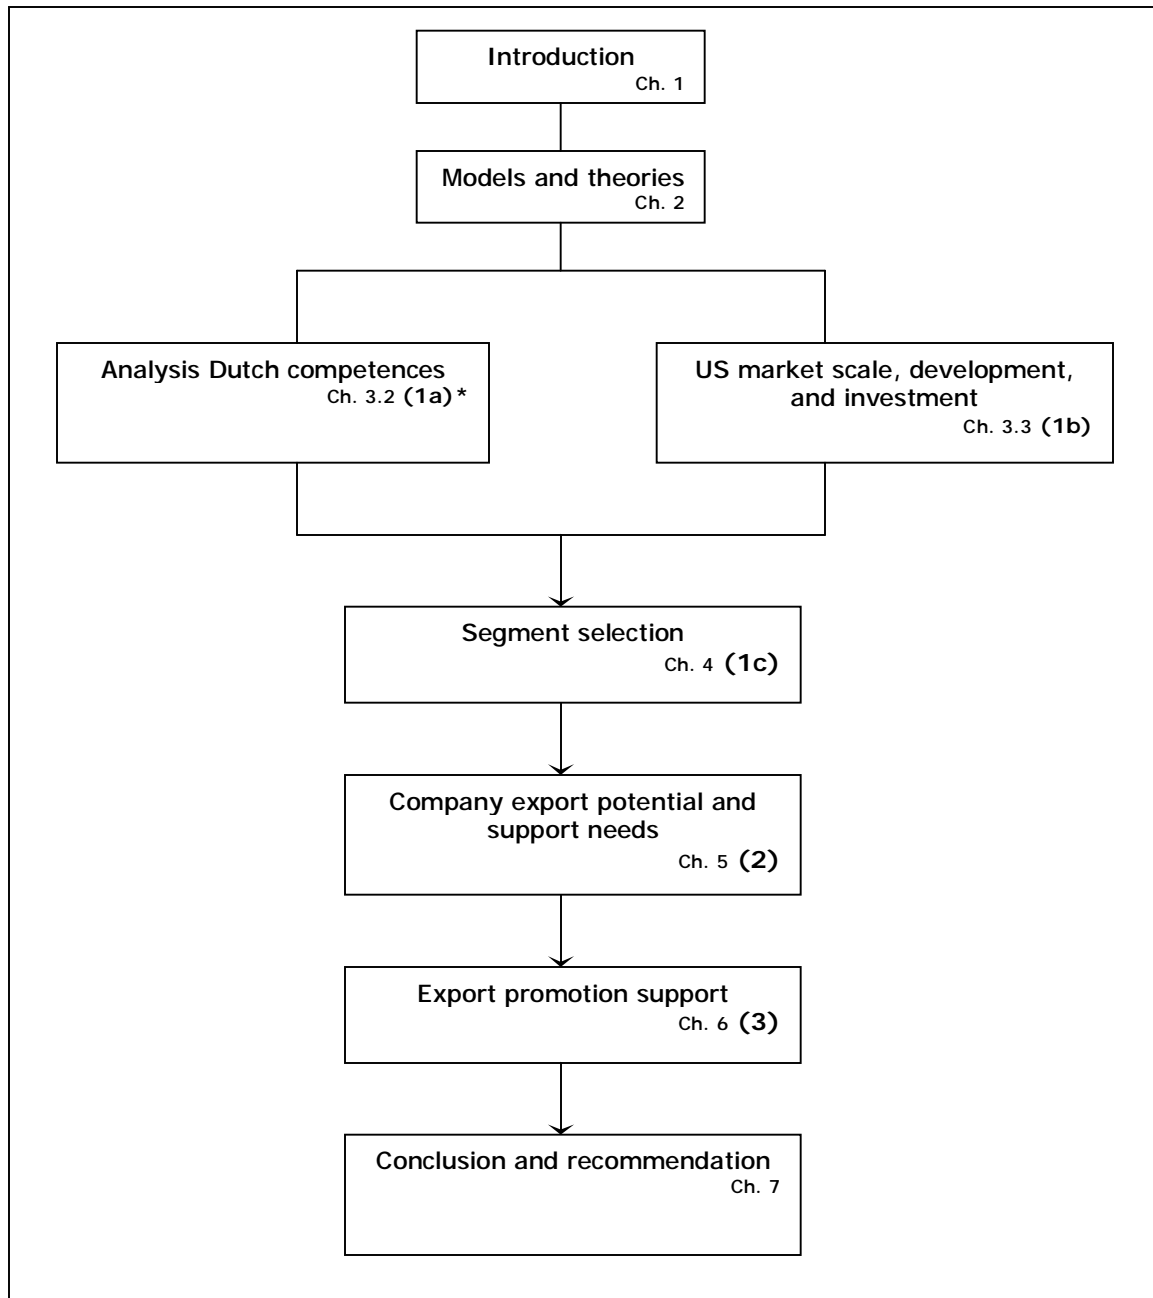 Introduction
Ch. 1
Models and theories
Ch. 2
Analysis Dutch competences
Ch. 3.2 (1a)*
US market scale, development,
and investment
Ch. 3.3 (1b)
Segment selection
Ch. 4 (1c)
Company export potential and
support needs
Ch. 5 (2)
Export promotion support
Ch. 6 (3)
Conclusion and recommendation
Ch. 7